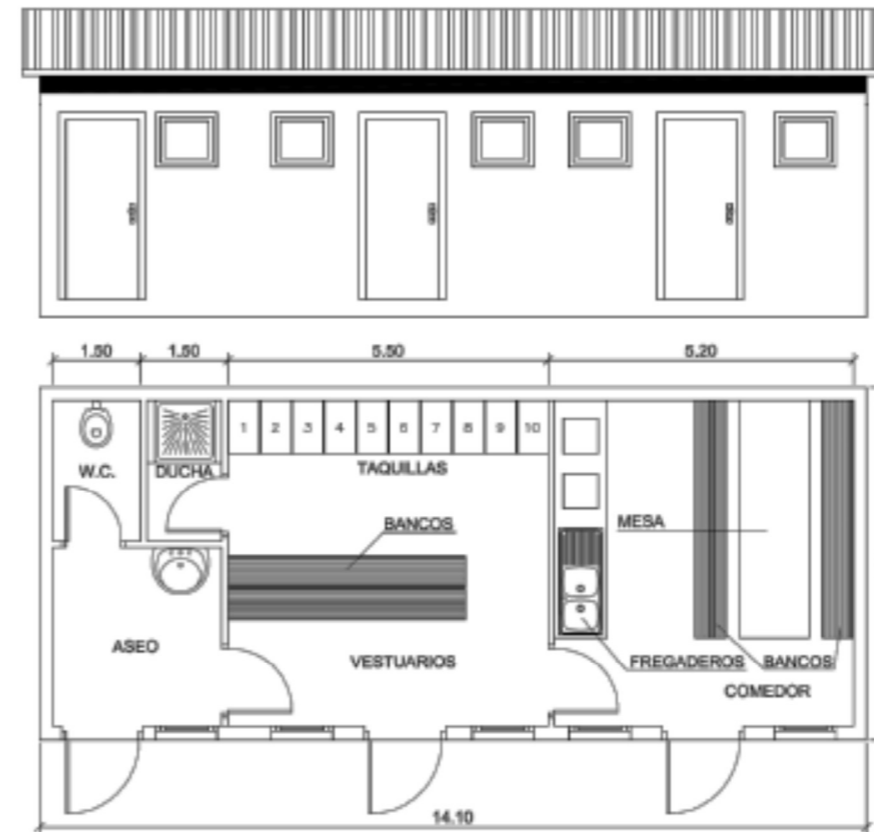 1.50 1.50 5.50 5.20
1 2 3 4 5 6 7 8 9 10
W.C. DUCHA TAQUILLAS
BANCOS MESA
ASEO
VESTUARIOS FREGADEROS BANCOS
COMEDOR
14.10